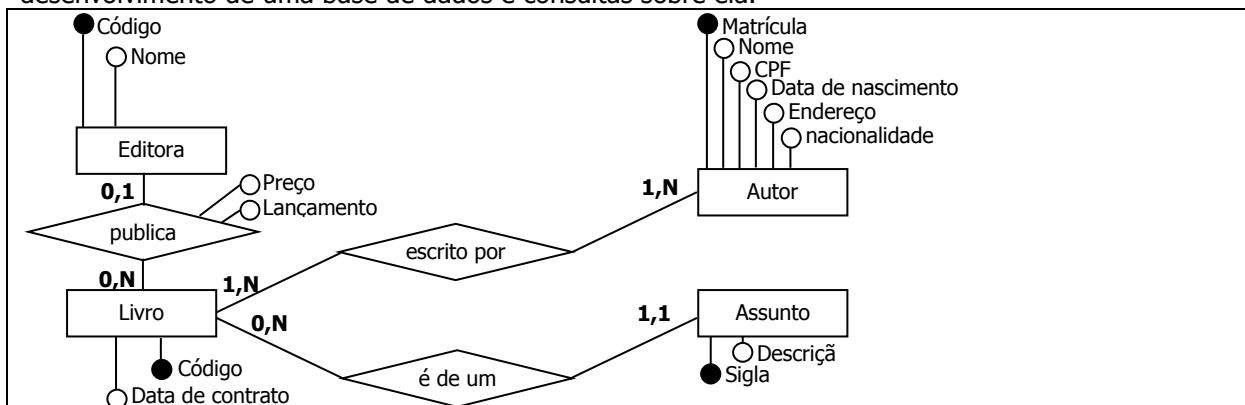 desenvolvimento de uma base de dados e consultas sobre ela.
Código
Nome
Editora
0,1
Preço
Lançamento
publica
0,N
Livro
Código
Data de contrato
1,N
escrito por
1,N
Matrícula
Nome
CPF
Data de nascimento
Endereço
nacionalidade
Autor
0,N
é de um
1,1
Assunto
Descriçã
Sigla